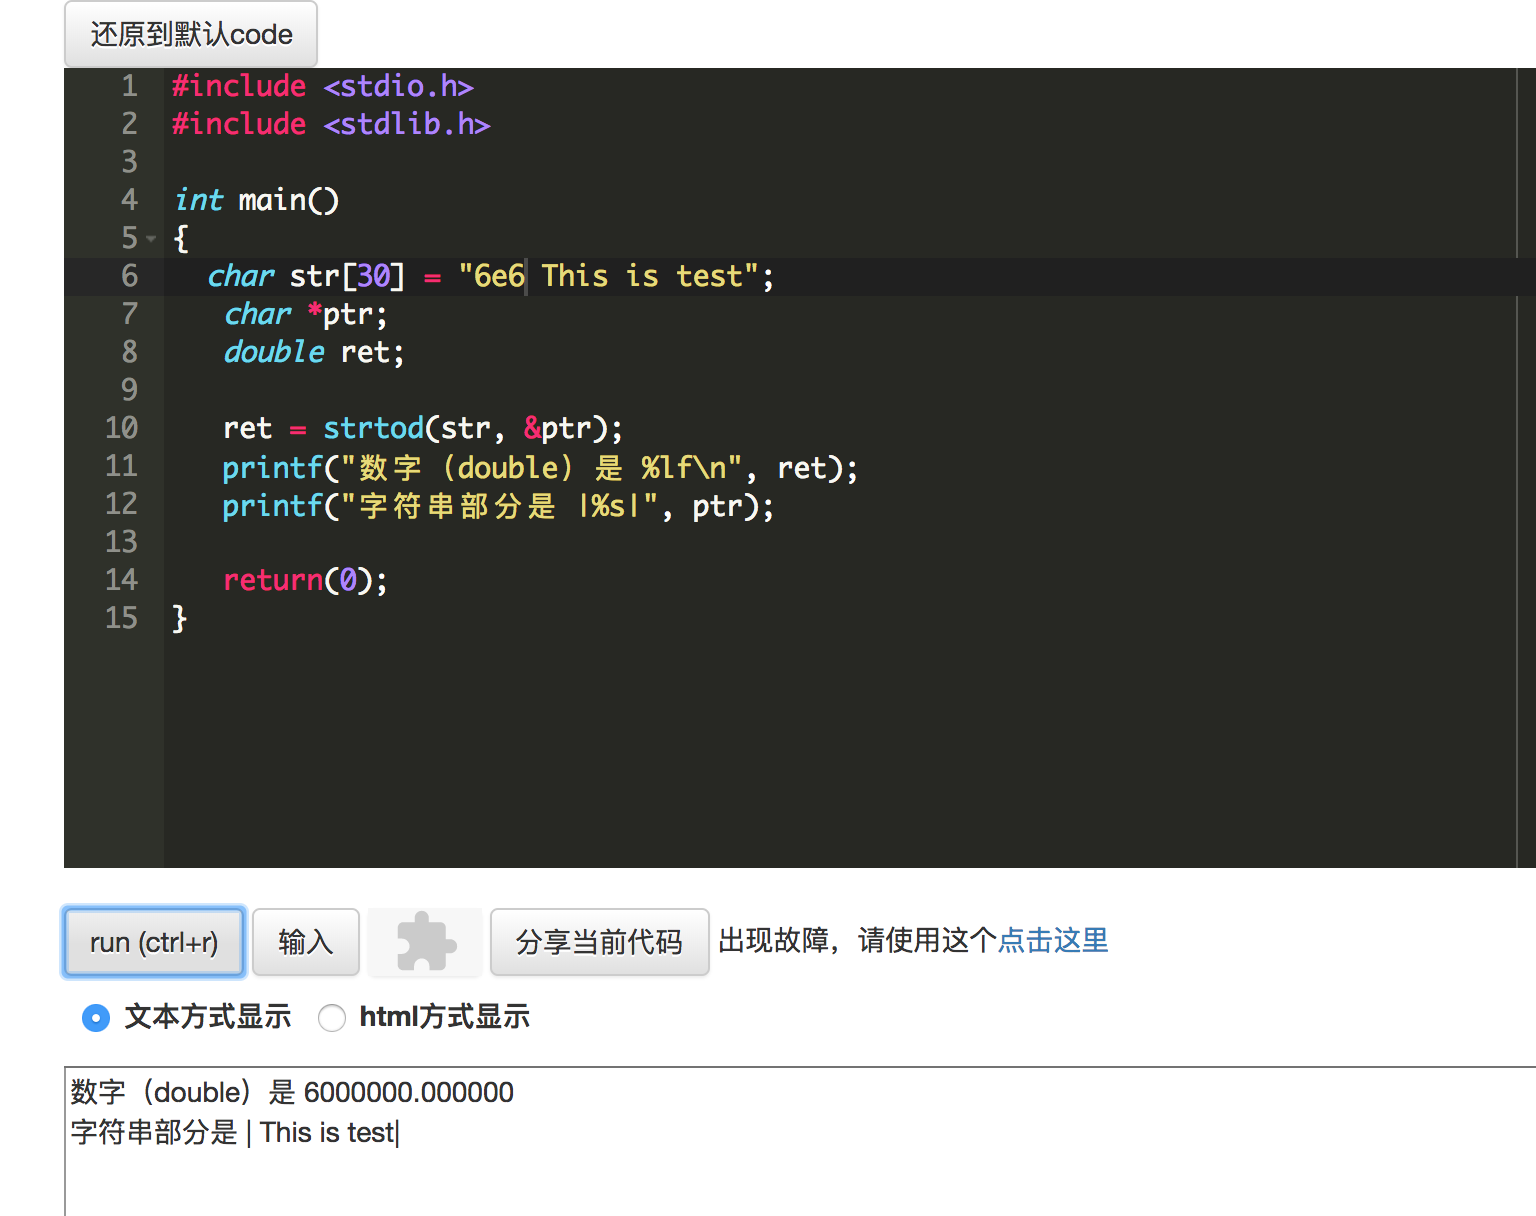 还原到默认code
1 #include <stdio.h>
2 #include <stdlib.h>
3
4 int main()
5 {
6   char str[30] = "6e6 This is test";
7    char *ptr;
8    double ret;
9
10    ret = strtod(str, &ptr);
11    printf("数字（double）是 %lf\n", ret);
12    printf("字符串部分是 |%s|", ptr);
13
14    return(0);
15 }
run (ctrl+r) 输入 分享当前代码 出现故障，请使用这个点击这里
文本方式显示 html方式显示
数字（double）是 6000000.000000
字符串部分是 | This is test|